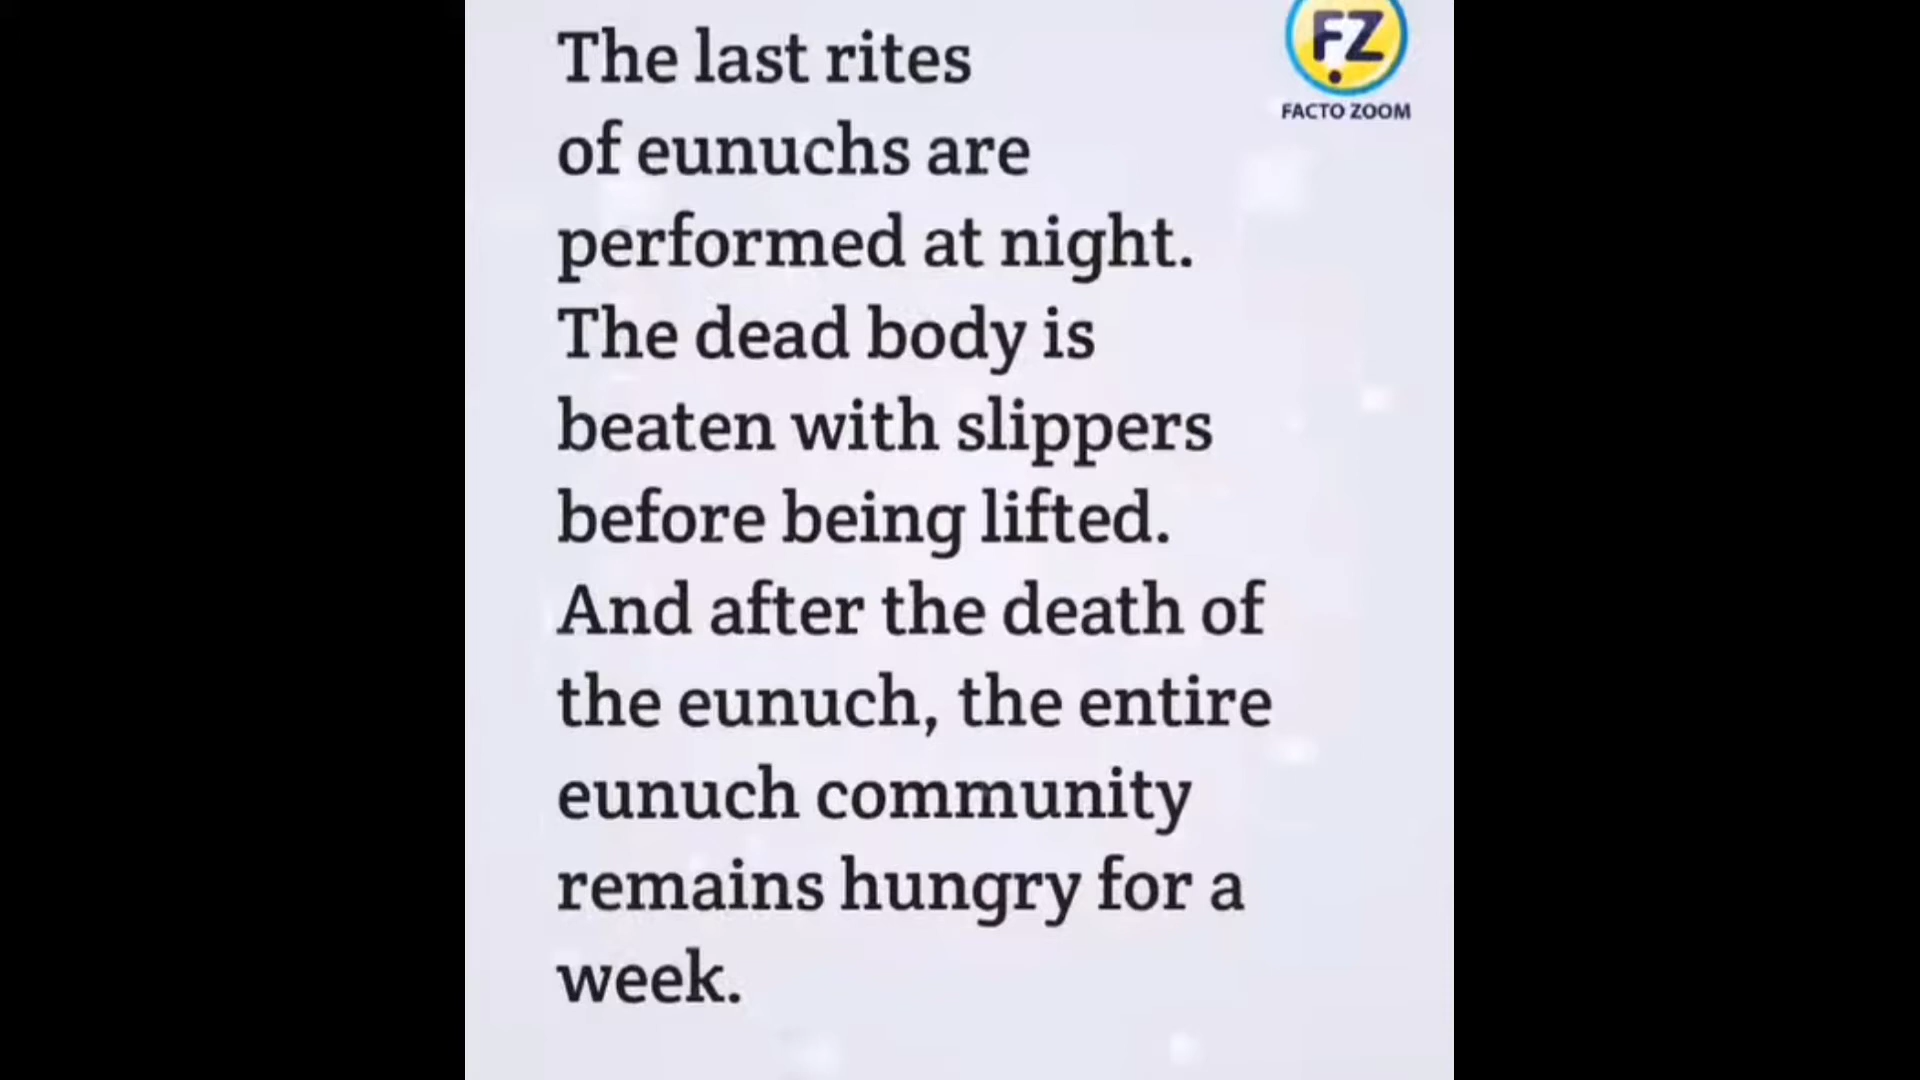 The last rites
of eunuchs are
performed at night.
The dead body is
beaten with slippers
before being lifted.
And after the death of
the eunuch, the entire
eunuch community
remains hungry for a
week.
FZ
FACTO ZOOM